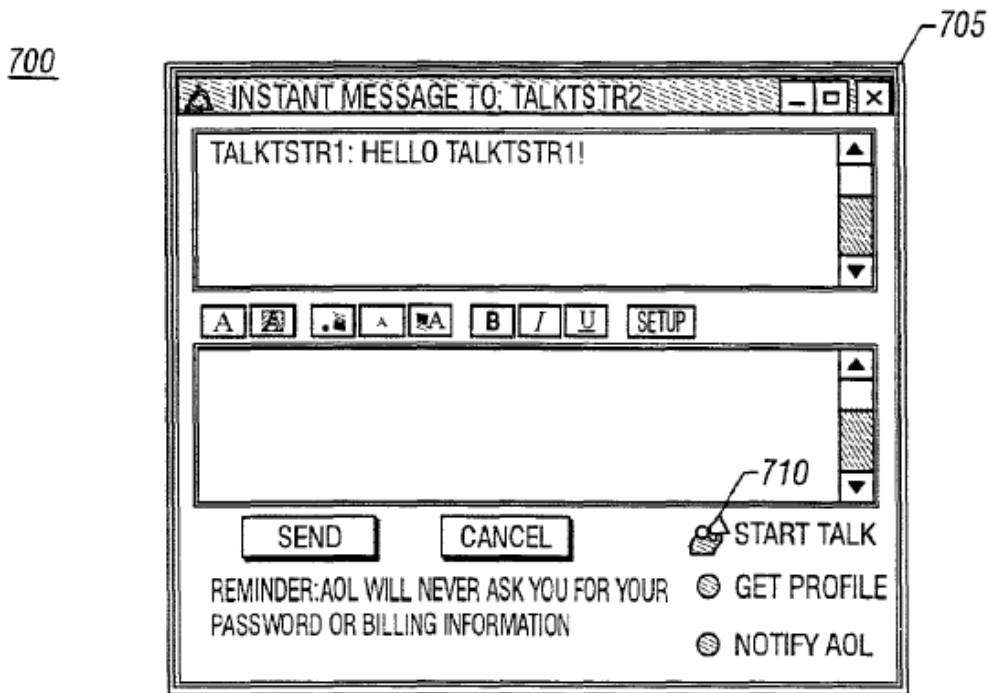 700
705
INSTANT MESSAGE TO: TALKTSTR2
TALKTSTR1: HELLO TALKTSTR1!
A A A A B I U SETUP
710
SEND CANCEL START TALK
REMINDER:AOL WILL NEVER ASK YOU FOR YOUR
PASSWORD OR BILLING INFORMATION
GET PROFILE
NOTIFY AOL